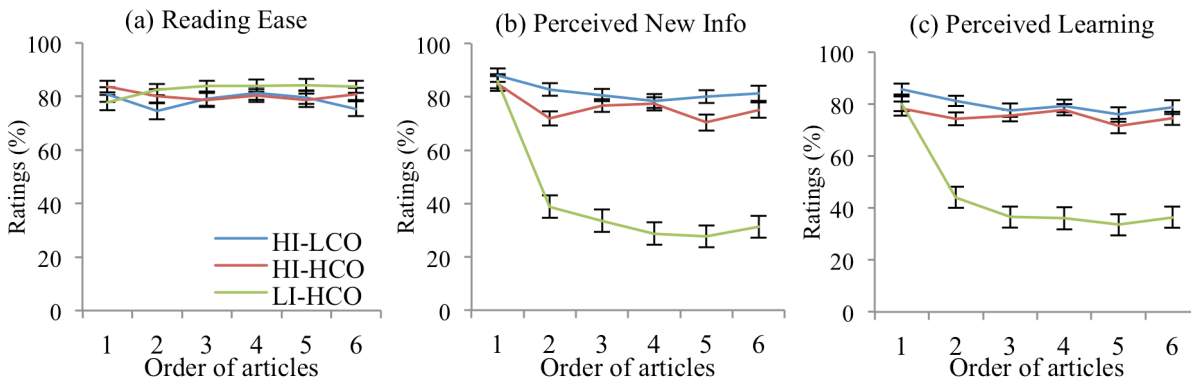 (a) Reading Ease
Ratings (%)
100
80
60
40
20
0
HI-LCO
HI-HCO
LI-HCO
1 2 3 4 5 6
Order of articles
(b) Perceived New Info
Ratings (%)
100
80
60
40
20
0
1 2 3 4 5 6
Order of articles
(c) Perceived Learning
Ratings (%)
100
80
60
40
20
0
1 2 3 4 5 6
Order of articles